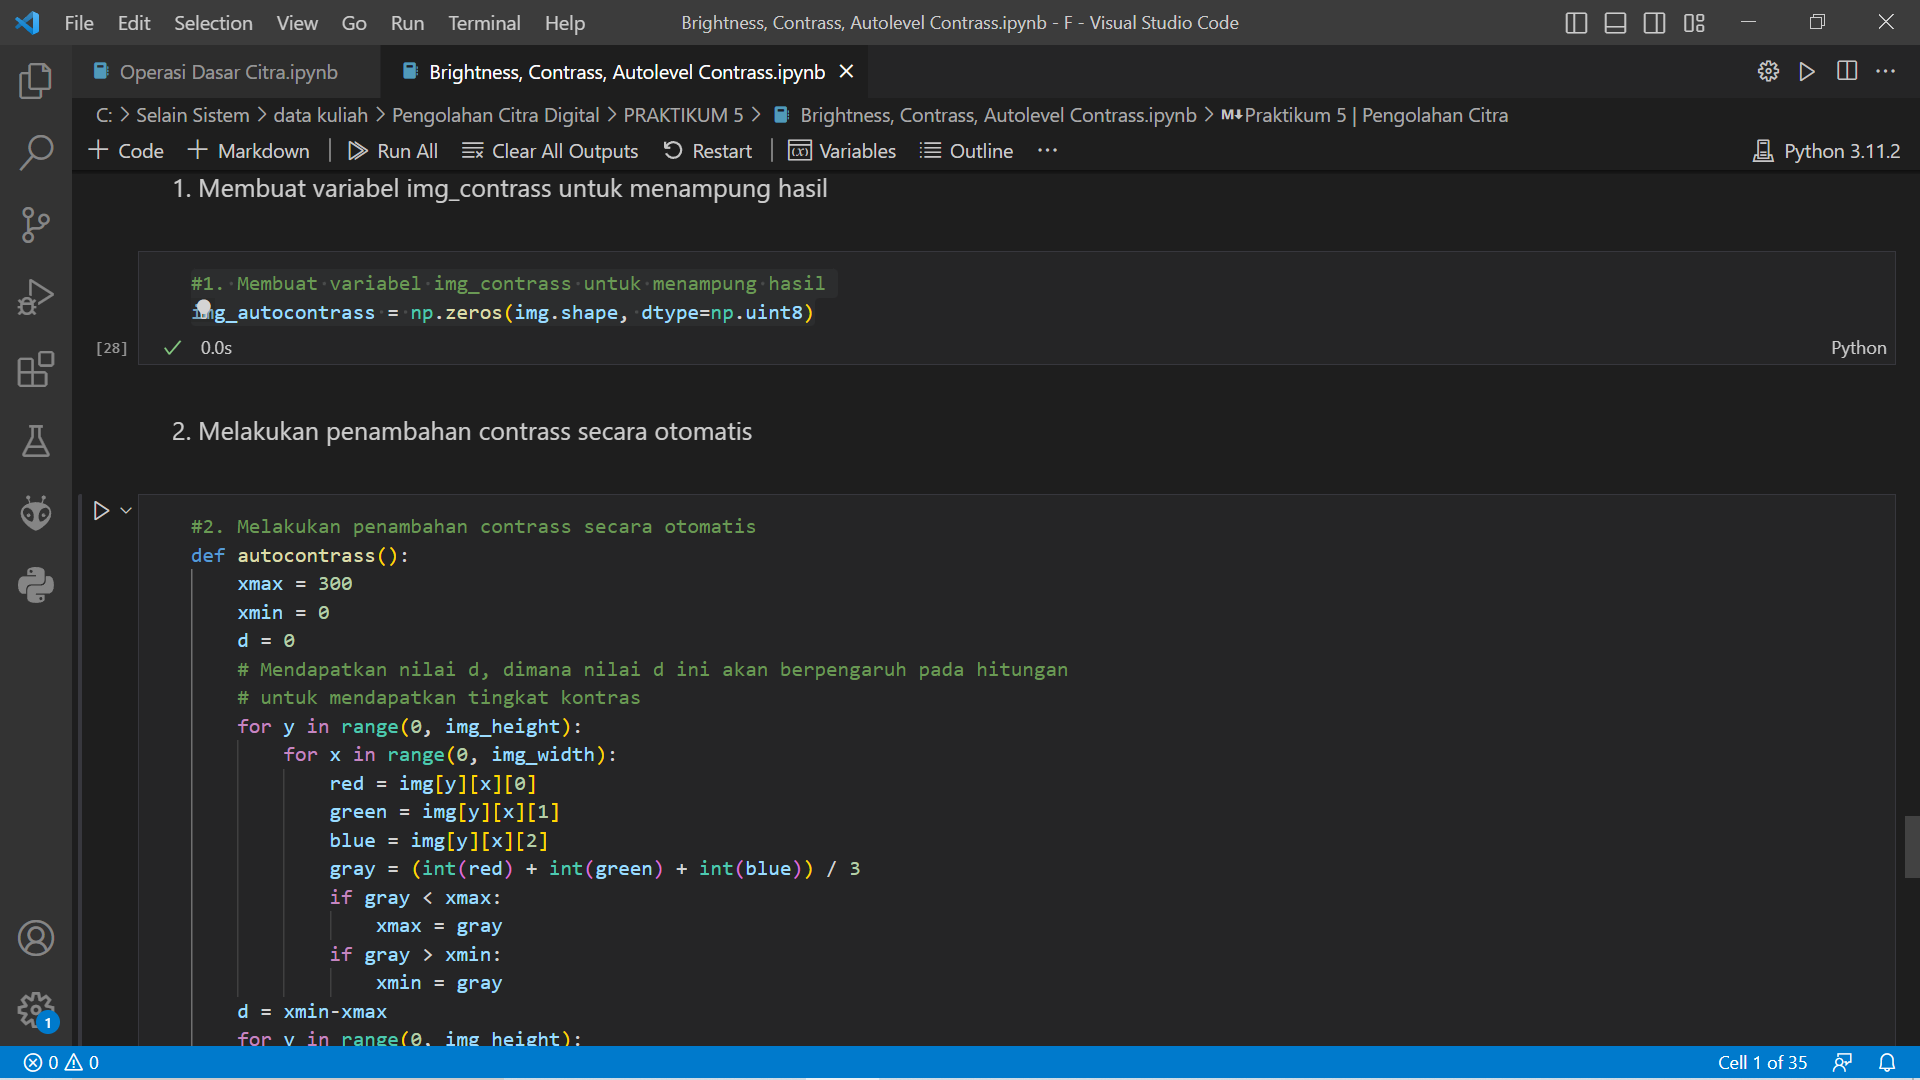 File Edit Selection View Go Run Terminal Help Brightness, Contrass, Autolevel Contrass.ipynb - F - Visual Studio Code
Operasi Dasar Citra.ipynb Brightness, Contrass, Autolevel Contrass.ipynb
C: > Selain Sistem > data kuliah > Pengolahan Citra Digital > PRAKTIKUM 5 > Brightness, Contrass, Autolevel Contrass.ipynb > M↓Praktikum 5 | Pengolahan Citra
+ Code + Markdown Run All Clear All Outputs Restart Variables Outline ··· Python 3.11.2
1. Membuat variabel img_contrass untuk menampung hasil
#1. Membuat variabel img_contrass untuk menampung hasil
img_autocontrass = np.zeros(img.shape, dtype=np.uint8)
[28] 0.0s Python
2. Melakukan penambahan contrass secara otomatis
#2. Melakukan penambahan contrass secara otomatis
def autocontrass():
xmax = 300
xmin = 0
d = 0
# Mendapatkan nilai d, dimana nilai d ini akan berpengaruh pada hitungan
# untuk mendapatkan tingkat kontras
for y in range(0, img_height):
for x in range(0, img_width):
red = img[y][x][0]
green = img[y][x][1]
blue = img[y][x][2]
gray = (int(red) + int(green) + int(blue)) / 3
if gray < xmax:
xmax = gray
if gray > xmin:
xmin = gray
d = xmin-xmax
for y in range(0, img_height):
1
0 0 Cell 1 of 35